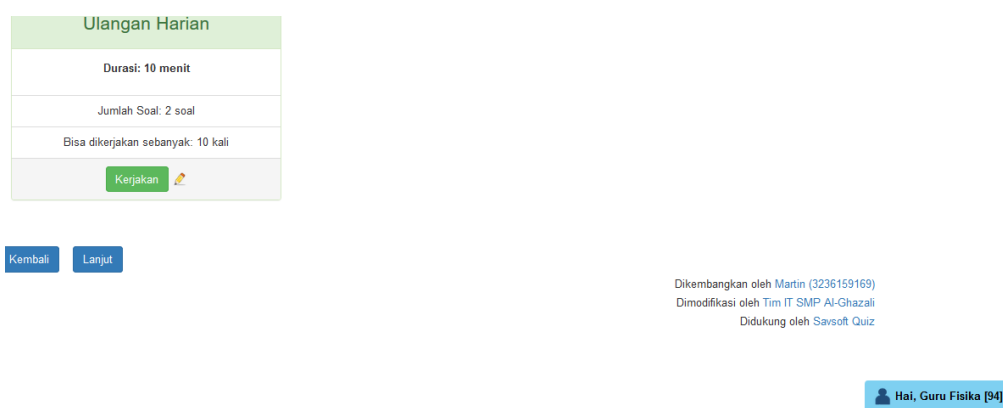 Ulangan Harian
Durasi: 10 menit
Jumlah Soal: 2 soal
Bisa dikerjakan sebanyak: 10 kali
Kerjakan
Kembali Lanjut
Dikembangkan oleh Martin (3236159169)
Dimodifikasi oleh Tim IT SMP Al-Ghazali
Didukung oleh Savsoft Quiz
Hai, Guru Fisika [94]